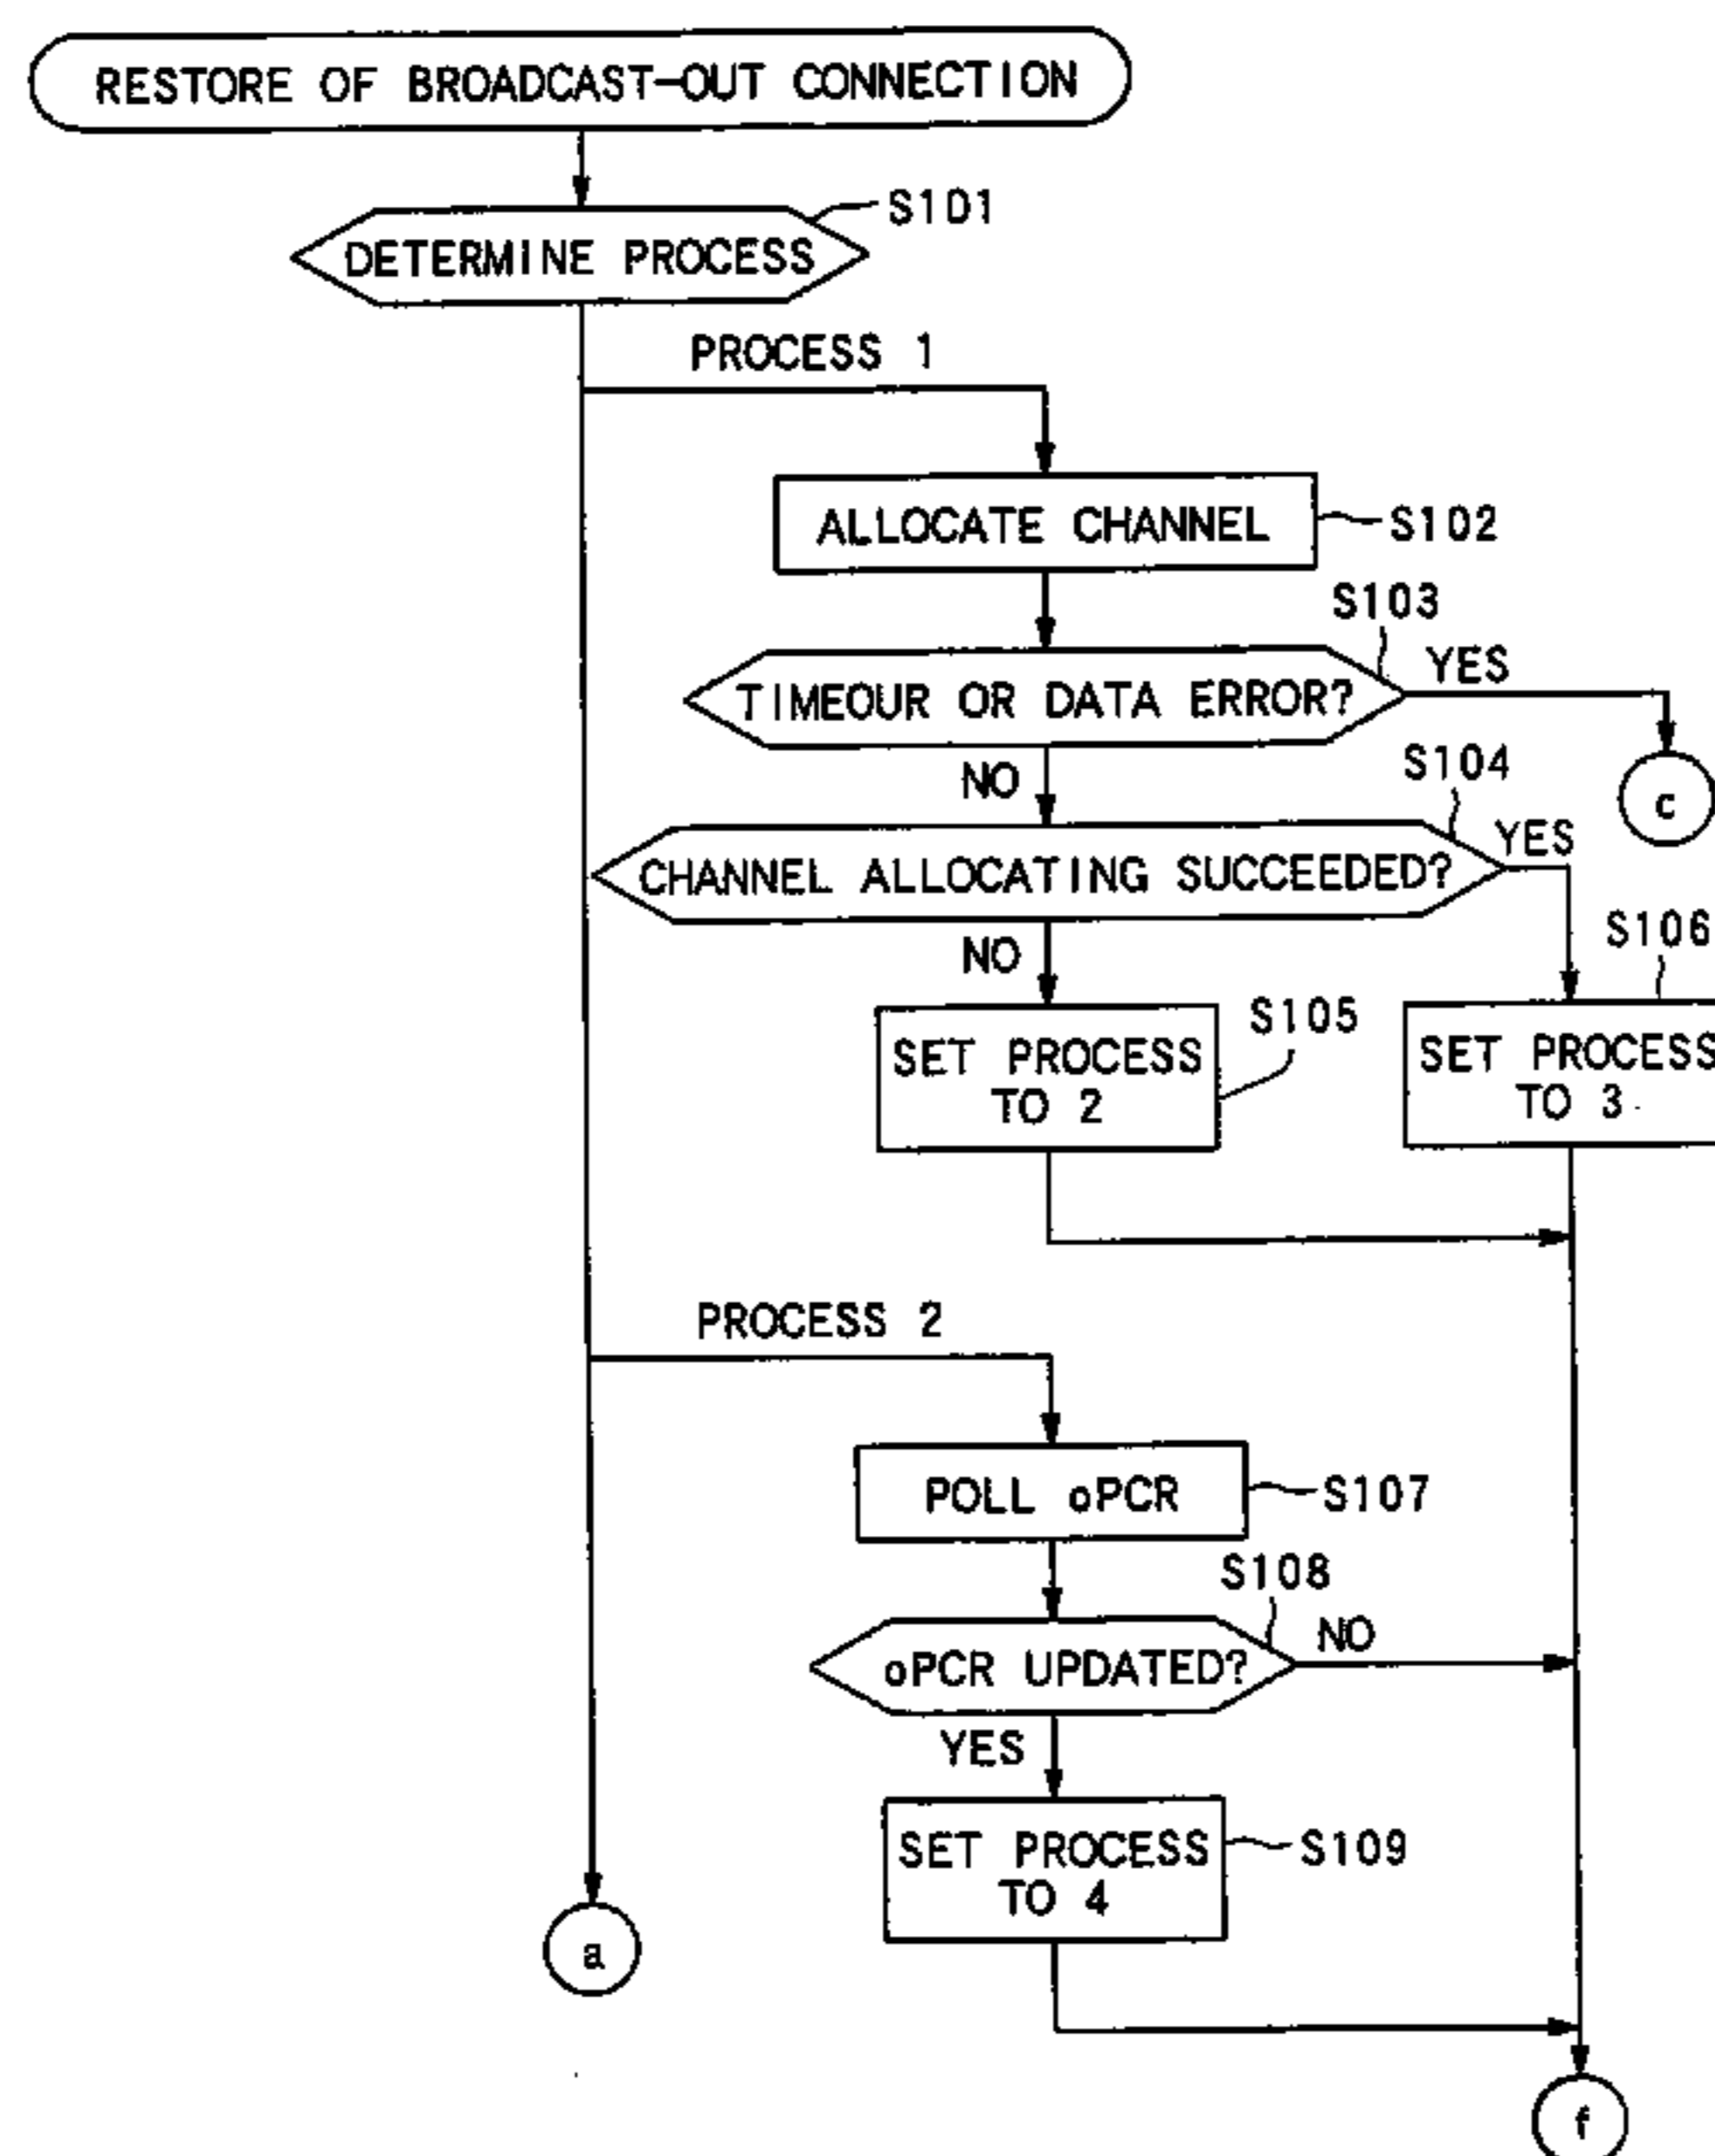 RESTORE OF BROADCAST-OUT CONNECTION
S101
DETERMINE PROCESS
PROCESS 1
ALLOCATE CHANNEL
S102
S103
YES
TIMEOUR OR DATA ERROR?
NO
c
S104
YES
CHANNEL ALLOCATING SUCCEEDED?
NO
S106
S105
SET PROCESS
TO 2
SET PROCESS
TO 3
PROCESS 2
POLL oPCR
S107
S108
NO
oPCR UPDATED?
YES
SET PROCESS
TO 4
S109
a
f